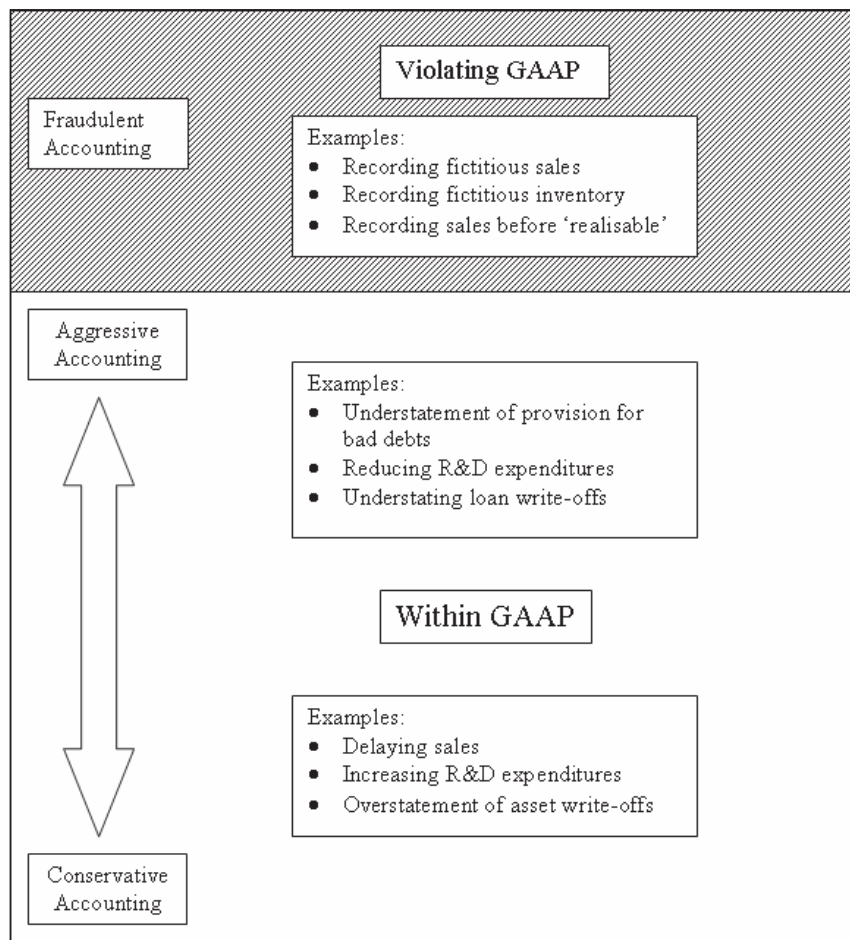 Violating GAAP
Fraudulent
Accounting
Examples:
• Recording fictitious sales
• Recording fictitious inventory
• Recording sales before ‘realisable’
Aggressive
Accounting
Examples:
• Understatement of provision for
bad debts
• Reducing R&D expenditures
• Understating loan write-offs
Within GAAP
Examples:
• Delaying sales
• Increasing R&D expenditures
• Overstatement of asset write-offs
Conservative
Accounting